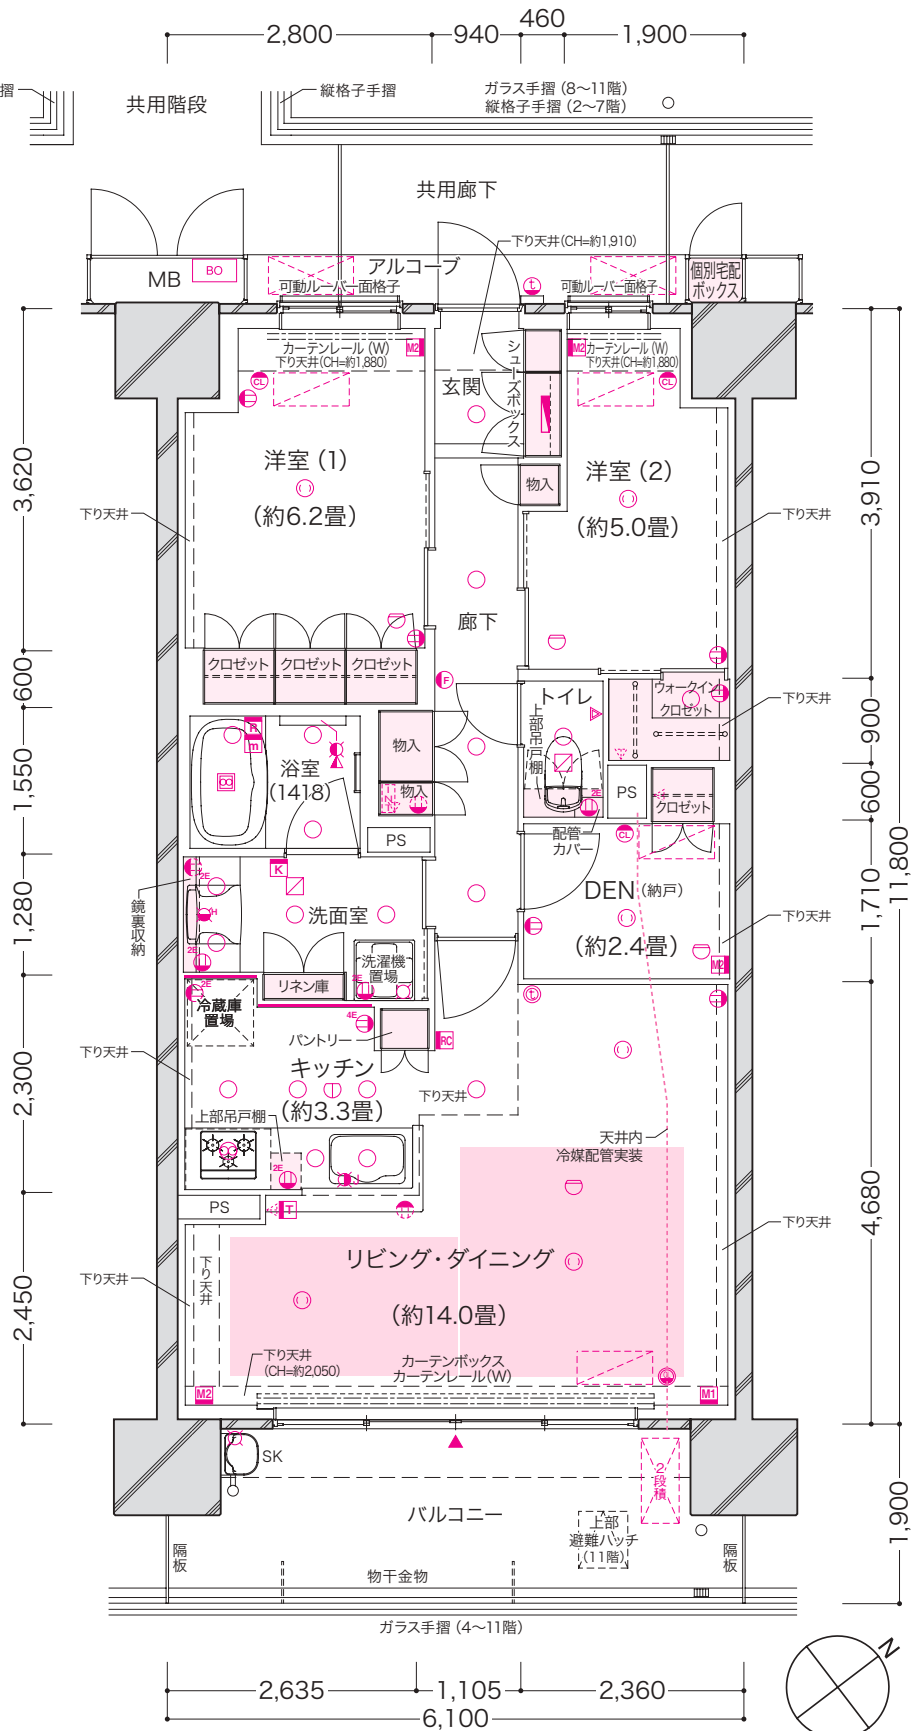 460
2,800
940
1,900
摺
縦格子手摺
ガラス手摺 (8〜11階)
縦格子手摺 (2〜7階)
共用階段
共用廊下
下り天井(CH=約1,910)
MB
BO
アルコーブ
可動ルーバー面格子
t
可動ルーバー面格子
個別宅配
ボックス
カーテンレール (W)
下り天井(CH=約1,880)
M2
CL
玄関
シューズボックス
M2
カーテンレール (W)
下り天井(CH=約1,880)
CL
3,620
3,910
洋室 (1)
(約6.2畳)
物入
洋室 (2)
(約5.0畳)
下り天井
下り天井
廊下
クロゼット
クロゼット
クロゼット
F
600
トイレ
上部吊戸棚
ウォークイン
クロゼット
下り天井
900
R
m
浴室
(1418)
物入
物入
1,550
2E
配管
カバー
PS
クロゼット
600
11,800
PS
CL
DEN (納戸)
(約2.4畳)
1,710
下り天井
M2
1,280
鏡裏収納
2E
H
2E
K
洗面室
洗濯機
置場
2E
リネン庫
2E
冷蔵庫
置場
4E
パントリー
RC
t
下り天井
2,300
キッチン
(約3.3畳)
下り天井
上部吊戸棚
2E
天井内
冷媒配管実装
4,680
PS
T
下り天井
下り天井
下り天井
2,450
リビング・ダイニング
(約14.0畳)
下り天井
(CH=約2,050)
カーテンボックス
カーテンレール(W)
M2
M1
SK
2段積
バルコニー
上部
避難ハッチ
(11階)
1,900
隔板
物干金物
隔板
ガラス手摺 (4〜11階)
N
2,635
1,105
2,360
6,100